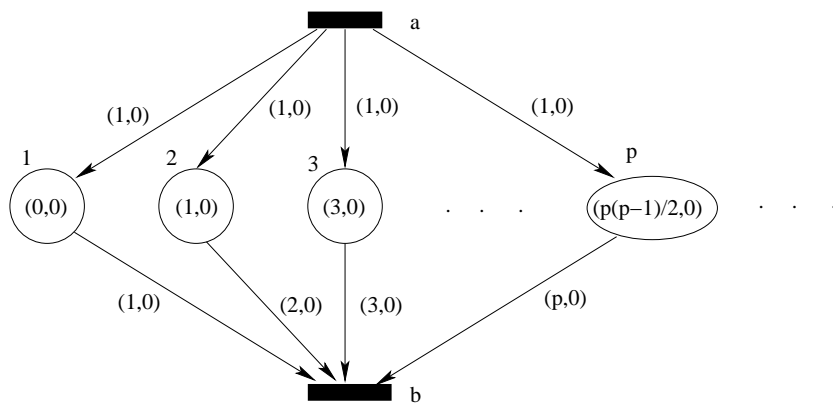 a
(1,0) (1,0) (1,0) (1,0)
1 2 3 p
(0,0) (1,0) (3,0) . . . (p(p−1)/2,0) . . .
(1,0) (2,0) (3,0) (p,0)
b